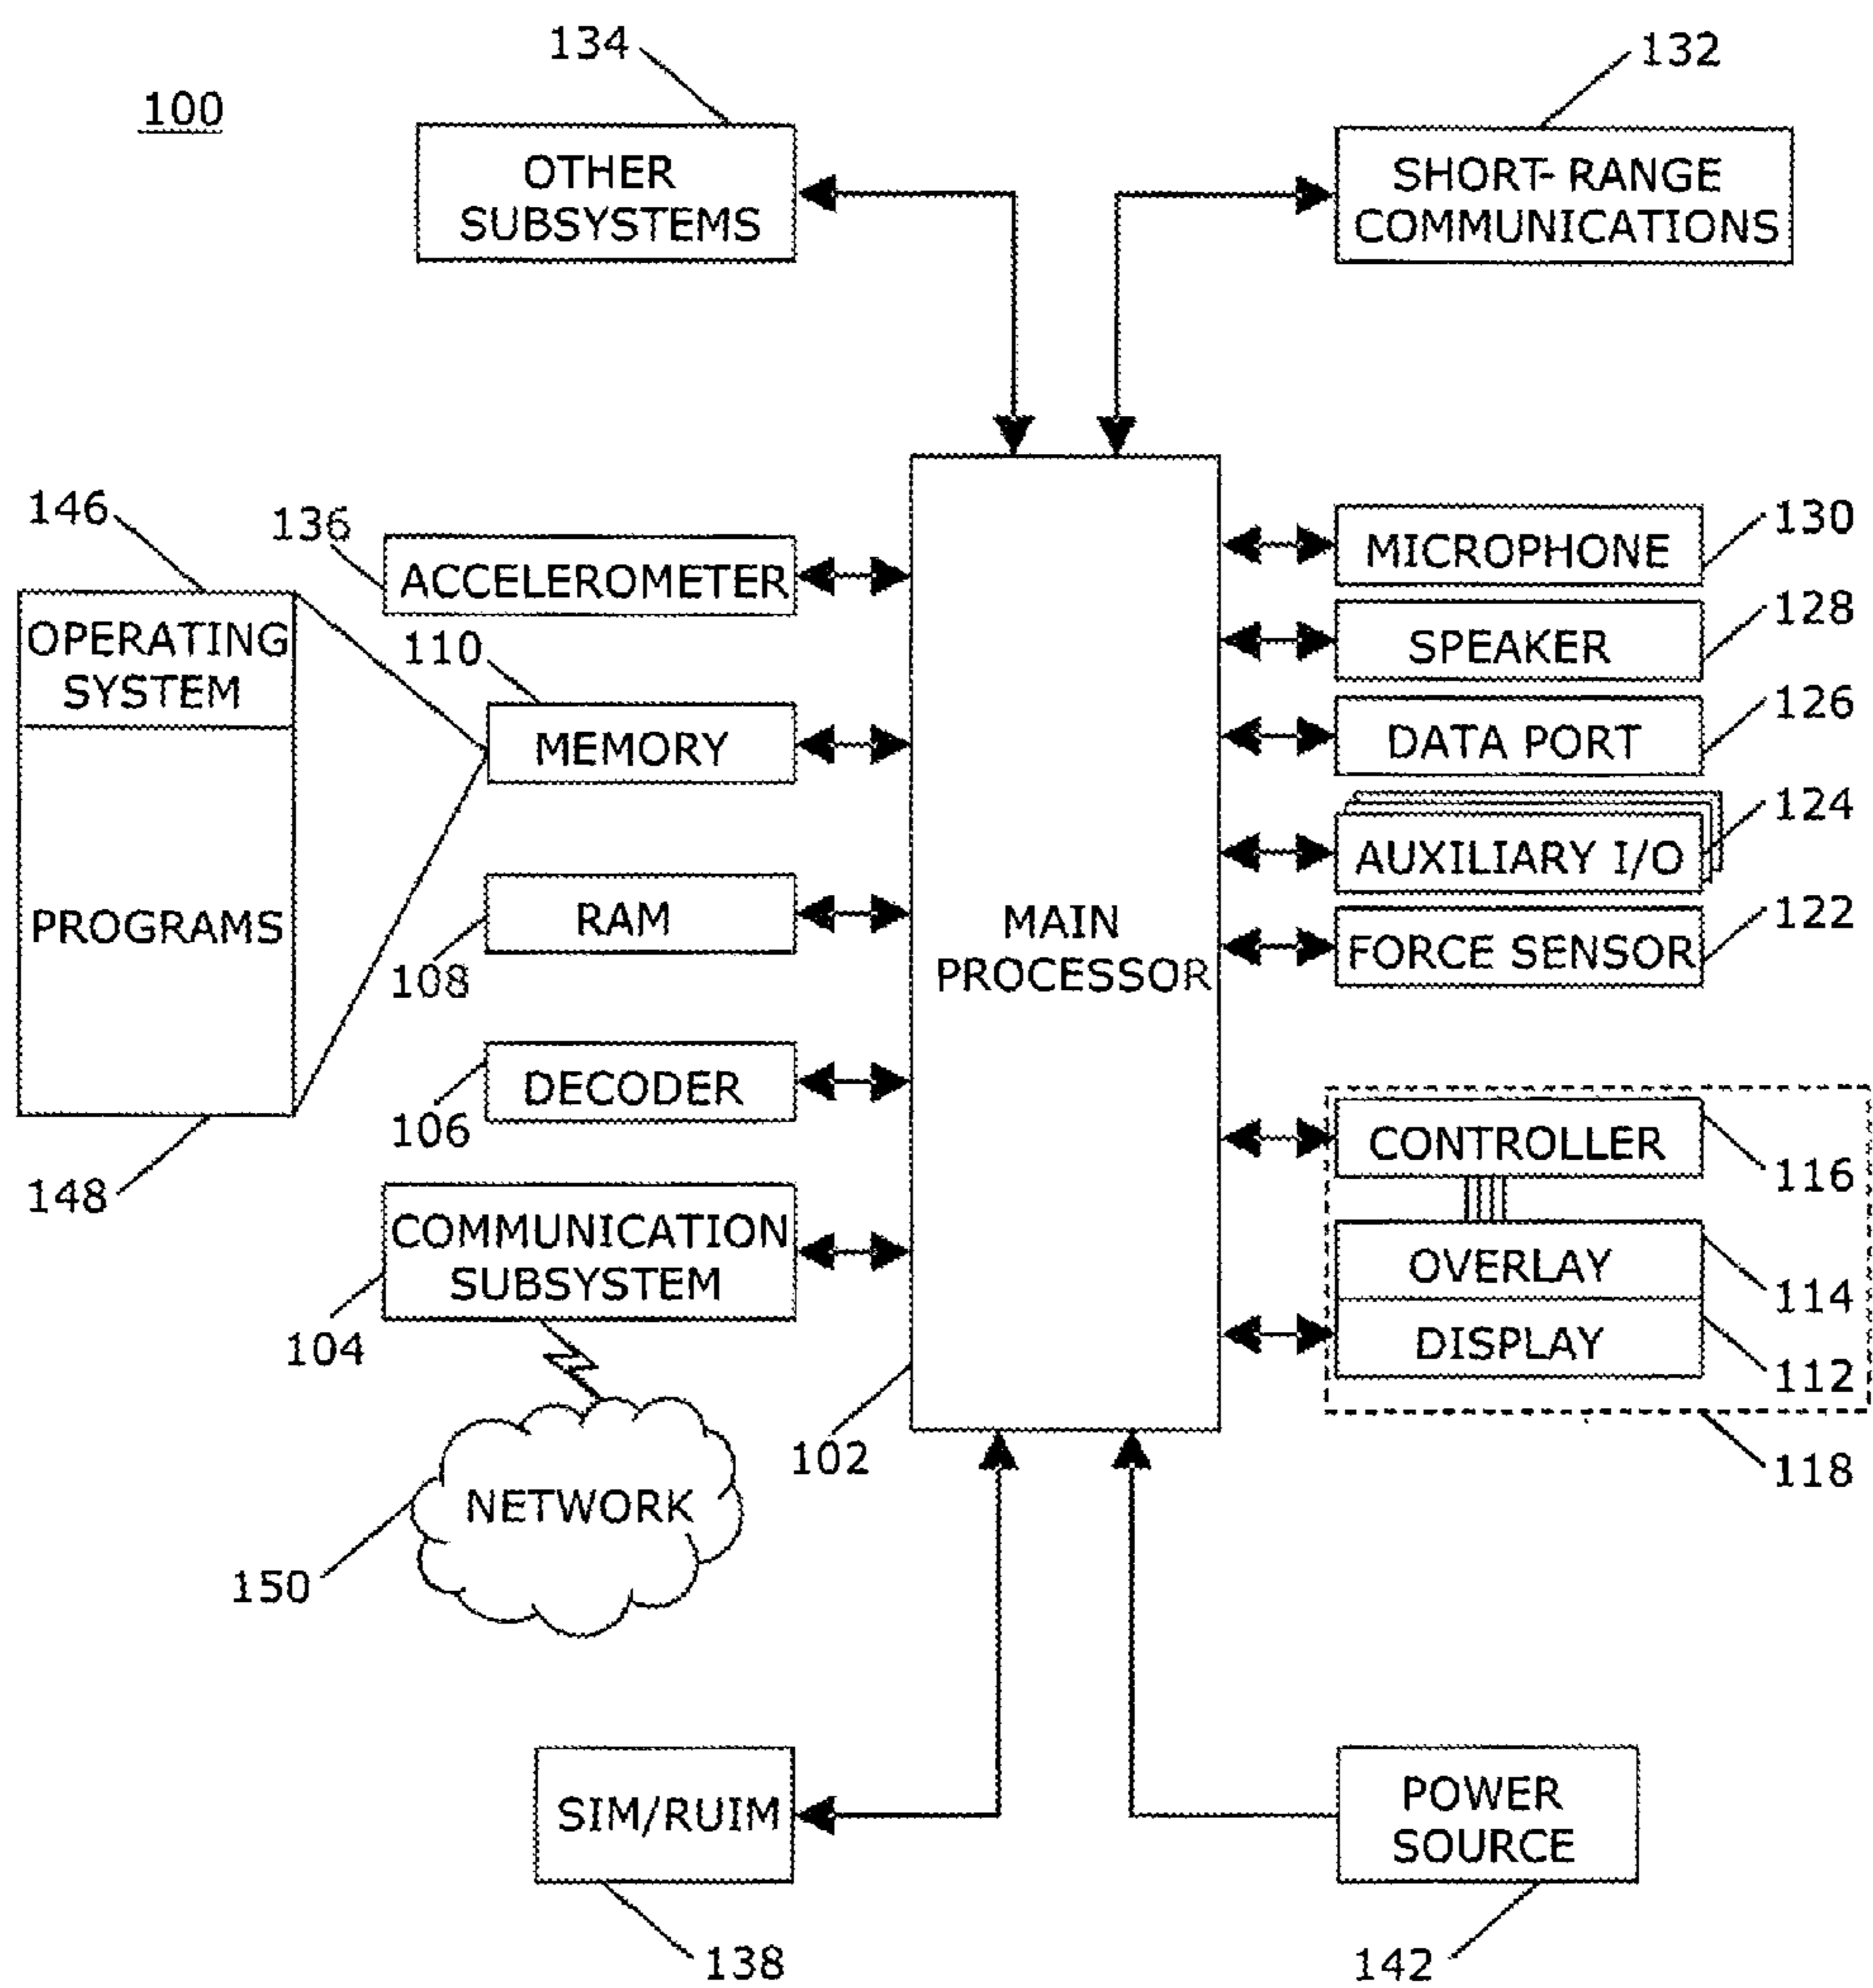 134
132
100
OTHER
SUBSYSTEMS
SHORT-RANGE
COMMUNICATIONS
146
136
ACCELEROMETER
MICROPHONE
130
OPERATING
SYSTEM
110
MEMORY
SPEAKER
128
DATA PORT
126
AUXILIARY I/O
124
PROGRAMS
RAM
108
MAIN
PROCESSOR
FORCE SENSOR
122
DECODER
106
CONTROLLER
116
148
COMMUNICATION
SUBSYSTEM
104
OVERLAY
114
DISPLAY
112
102
118
NETWORK
150
SIM/RUIM
POWER
SOURCE
138
142